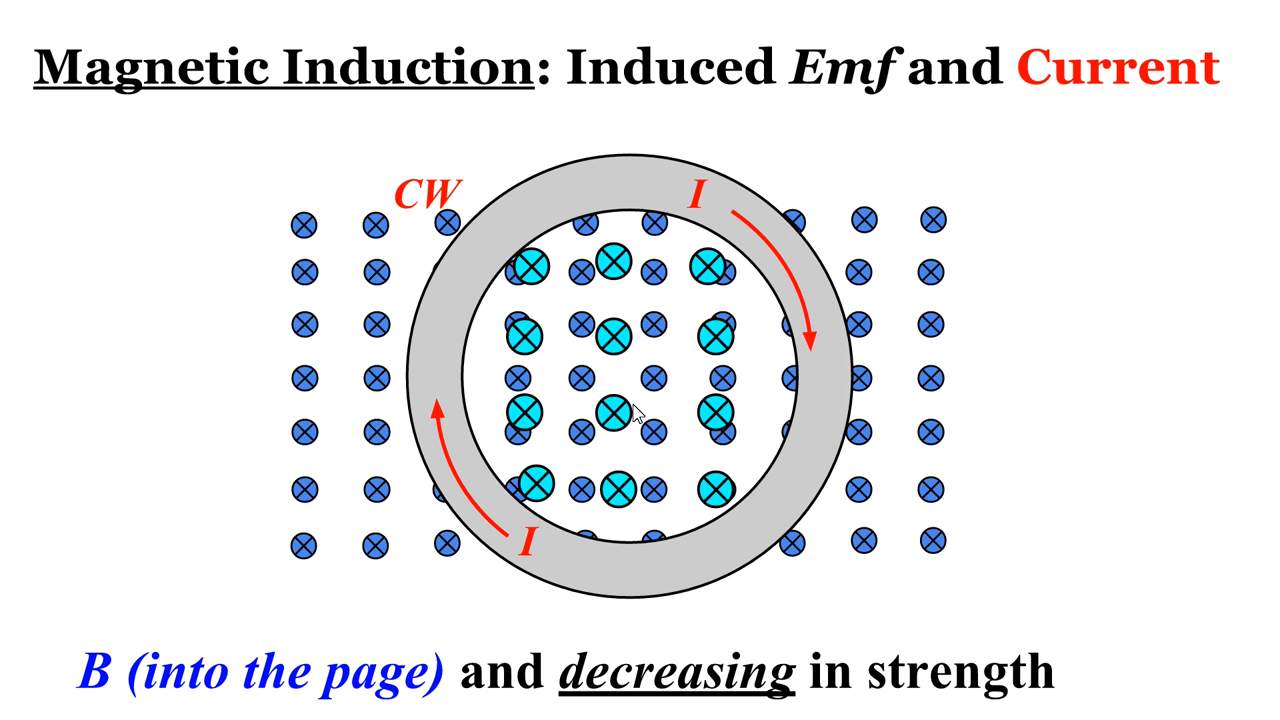 Magnetic Induction: Induced Emf and Current
CW
I
I
B (into the page) and decreasing in strength